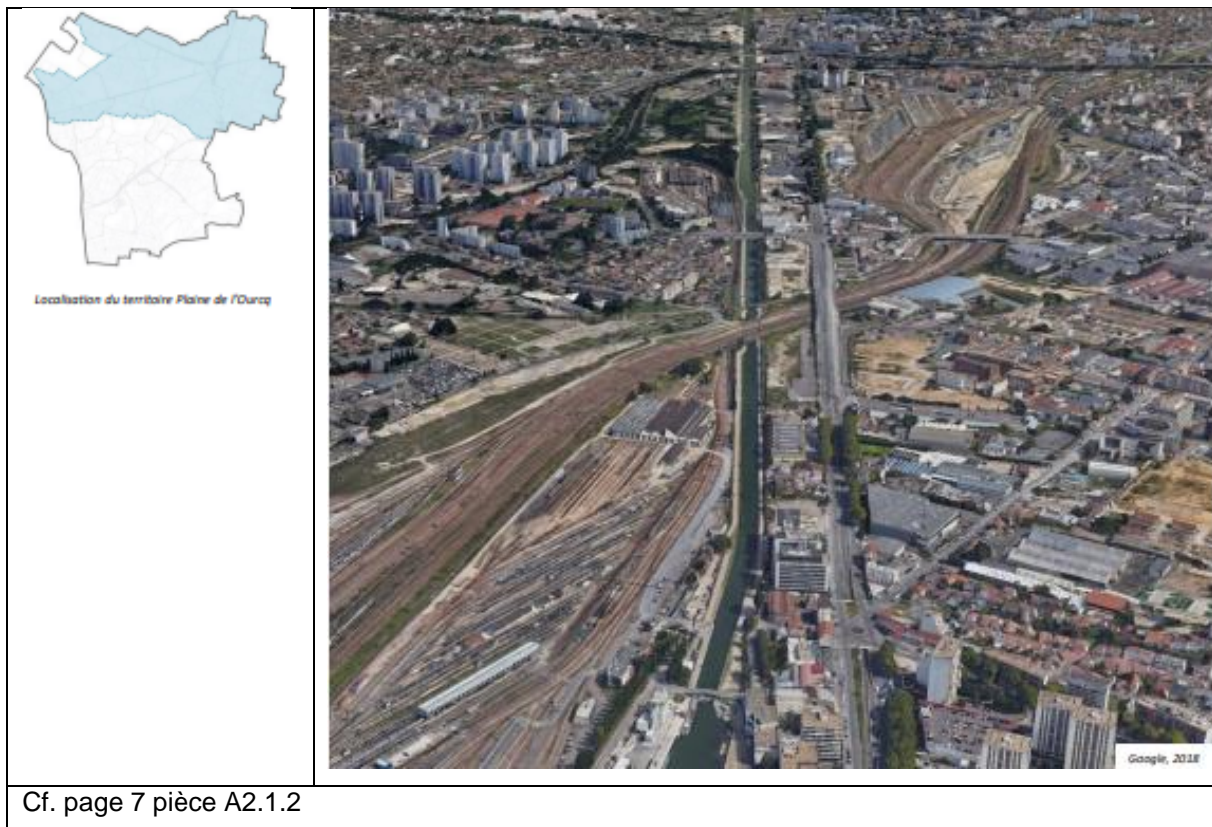 Localisation du territoire Plaine de l'Ourcq
Google, 2018
Cf. page 7 pièce A2.1.2